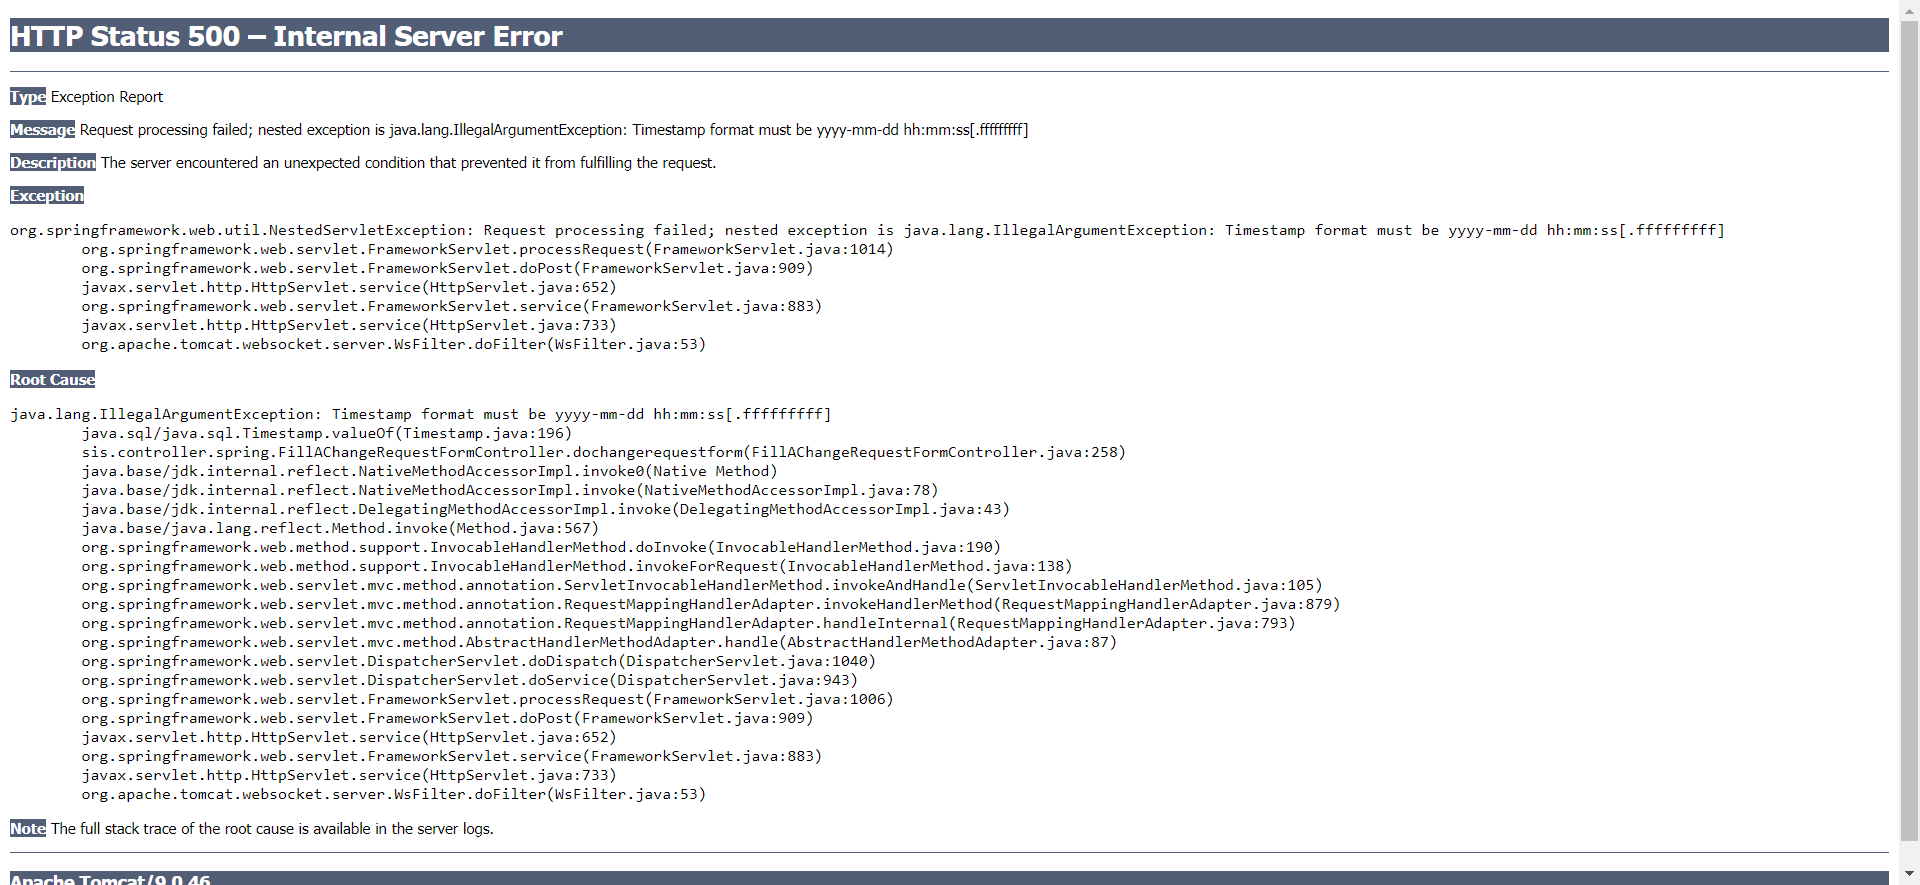 HTTP Status 500 – Internal Server Error
Type Exception Report
Message Request processing failed; nested exception is java.lang.IllegalArgumentException: Timestamp format must be yyyy-mm-dd hh:mm:ss[.fffffffff]
Description The server encountered an unexpected condition that prevented it from fulfilling the request.
Exception
org.springframework.web.util.NestedServletException: Request processing failed; nested exception is java.lang.IllegalArgumentException: Timestamp format must be yyyy-mm-dd hh:mm:ss[.fffffffff]
org.springframework.web.servlet.FrameworkServlet.processRequest(FrameworkServlet.java:1014)
org.springframework.web.servlet.FrameworkServlet.doPost(FrameworkServlet.java:909)
javax.servlet.http.HttpServlet.service(HttpServlet.java:652)
org.springframework.web.servlet.FrameworkServlet.service(FrameworkServlet.java:883)
javax.servlet.http.HttpServlet.service(HttpServlet.java:733)
org.apache.tomcat.websocket.server.WsFilter.doFilter(WsFilter.java:53)
Root Cause
java.lang.IllegalArgumentException: Timestamp format must be yyyy-mm-dd hh:mm:ss[.fffffffff]
java.sql/java.sql.Timestamp.valueOf(Timestamp.java:196)
sis.controller.spring.FillAChangeRequestFormController.dochangerequestform(FillAChangeRequestFormController.java:258)
java.base/jdk.internal.reflect.NativeMethodAccessorImpl.invoke0(Native Method)
java.base/jdk.internal.reflect.NativeMethodAccessorImpl.invoke(NativeMethodAccessorImpl.java:78)
java.base/jdk.internal.reflect.DelegatingMethodAccessorImpl.invoke(DelegatingMethodAccessorImpl.java:43)
java.base/java.lang.reflect.Method.invoke(Method.java:567)
org.springframework.web.method.support.InvocableHandlerMethod.doInvoke(InvocableHandlerMethod.java:190)
org.springframework.web.method.support.InvocableHandlerMethod.invokeForRequest(InvocableHandlerMethod.java:138)
org.springframework.web.servlet.mvc.method.annotation.ServletInvocableHandlerMethod.invokeAndHandle(ServletInvocableHandlerMethod.java:105)
org.springframework.web.servlet.mvc.method.annotation.RequestMappingHandlerAdapter.invokeHandlerMethod(RequestMappingHandlerAdapter.java:879)
org.springframework.web.servlet.mvc.method.annotation.RequestMappingHandlerAdapter.handleInternal(RequestMappingHandlerAdapter.java:793)
org.springframework.web.servlet.mvc.method.AbstractHandlerMethodAdapter.handle(AbstractHandlerMethodAdapter.java:87)
org.springframework.web.servlet.DispatcherServlet.doDispatch(DispatcherServlet.java:1040)
org.springframework.web.servlet.DispatcherServlet.doService(DispatcherServlet.java:943)
org.springframework.web.servlet.FrameworkServlet.processRequest(FrameworkServlet.java:1006)
org.springframework.web.servlet.FrameworkServlet.doPost(FrameworkServlet.java:909)
javax.servlet.http.HttpServlet.service(HttpServlet.java:652)
org.springframework.web.servlet.FrameworkServlet.service(FrameworkServlet.java:883)
javax.servlet.http.HttpServlet.service(HttpServlet.java:733)
org.apache.tomcat.websocket.server.WsFilter.doFilter(WsFilter.java:53)
Note The full stack trace of the root cause is available in the server logs.
Apache Tomcat/9.0.46